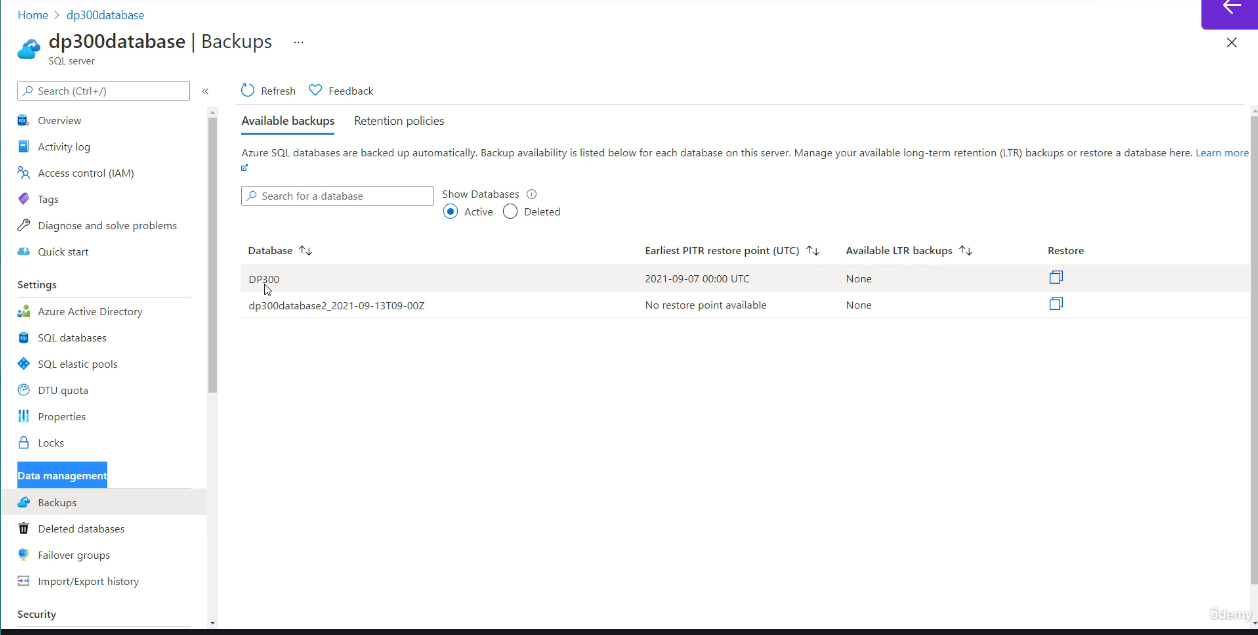 Home > dp300database
dp300database | Backups ...
SQL server
Search (Ctrl+/) «
Overview
Activity log
Access control (IAM)
Tags
Diagnose and solve problems
Quick start
Settings
Azure Active Directory
SQL databases
SQL elastic pools
DTU quota
Properties
Locks
Data management
Backups
Deleted databases
Failover groups
Import/Export history
Security
Refresh Feedback
Available backups Retention policies
Azure SQL databases are backed up automatically. Backup availability is listed below for each database on this server. Manage your available long-term retention (LTR) backups or restore a database here. Learn more
Search for a database
Show Databases
Active Deleted
Database Earliest PITR restore point (UTC) Available LTR backups Restore
DP300 2021-09-07 00:00 UTC None
dp300database2_2021-09-13T09-00Z No restore point available None
ûdemy